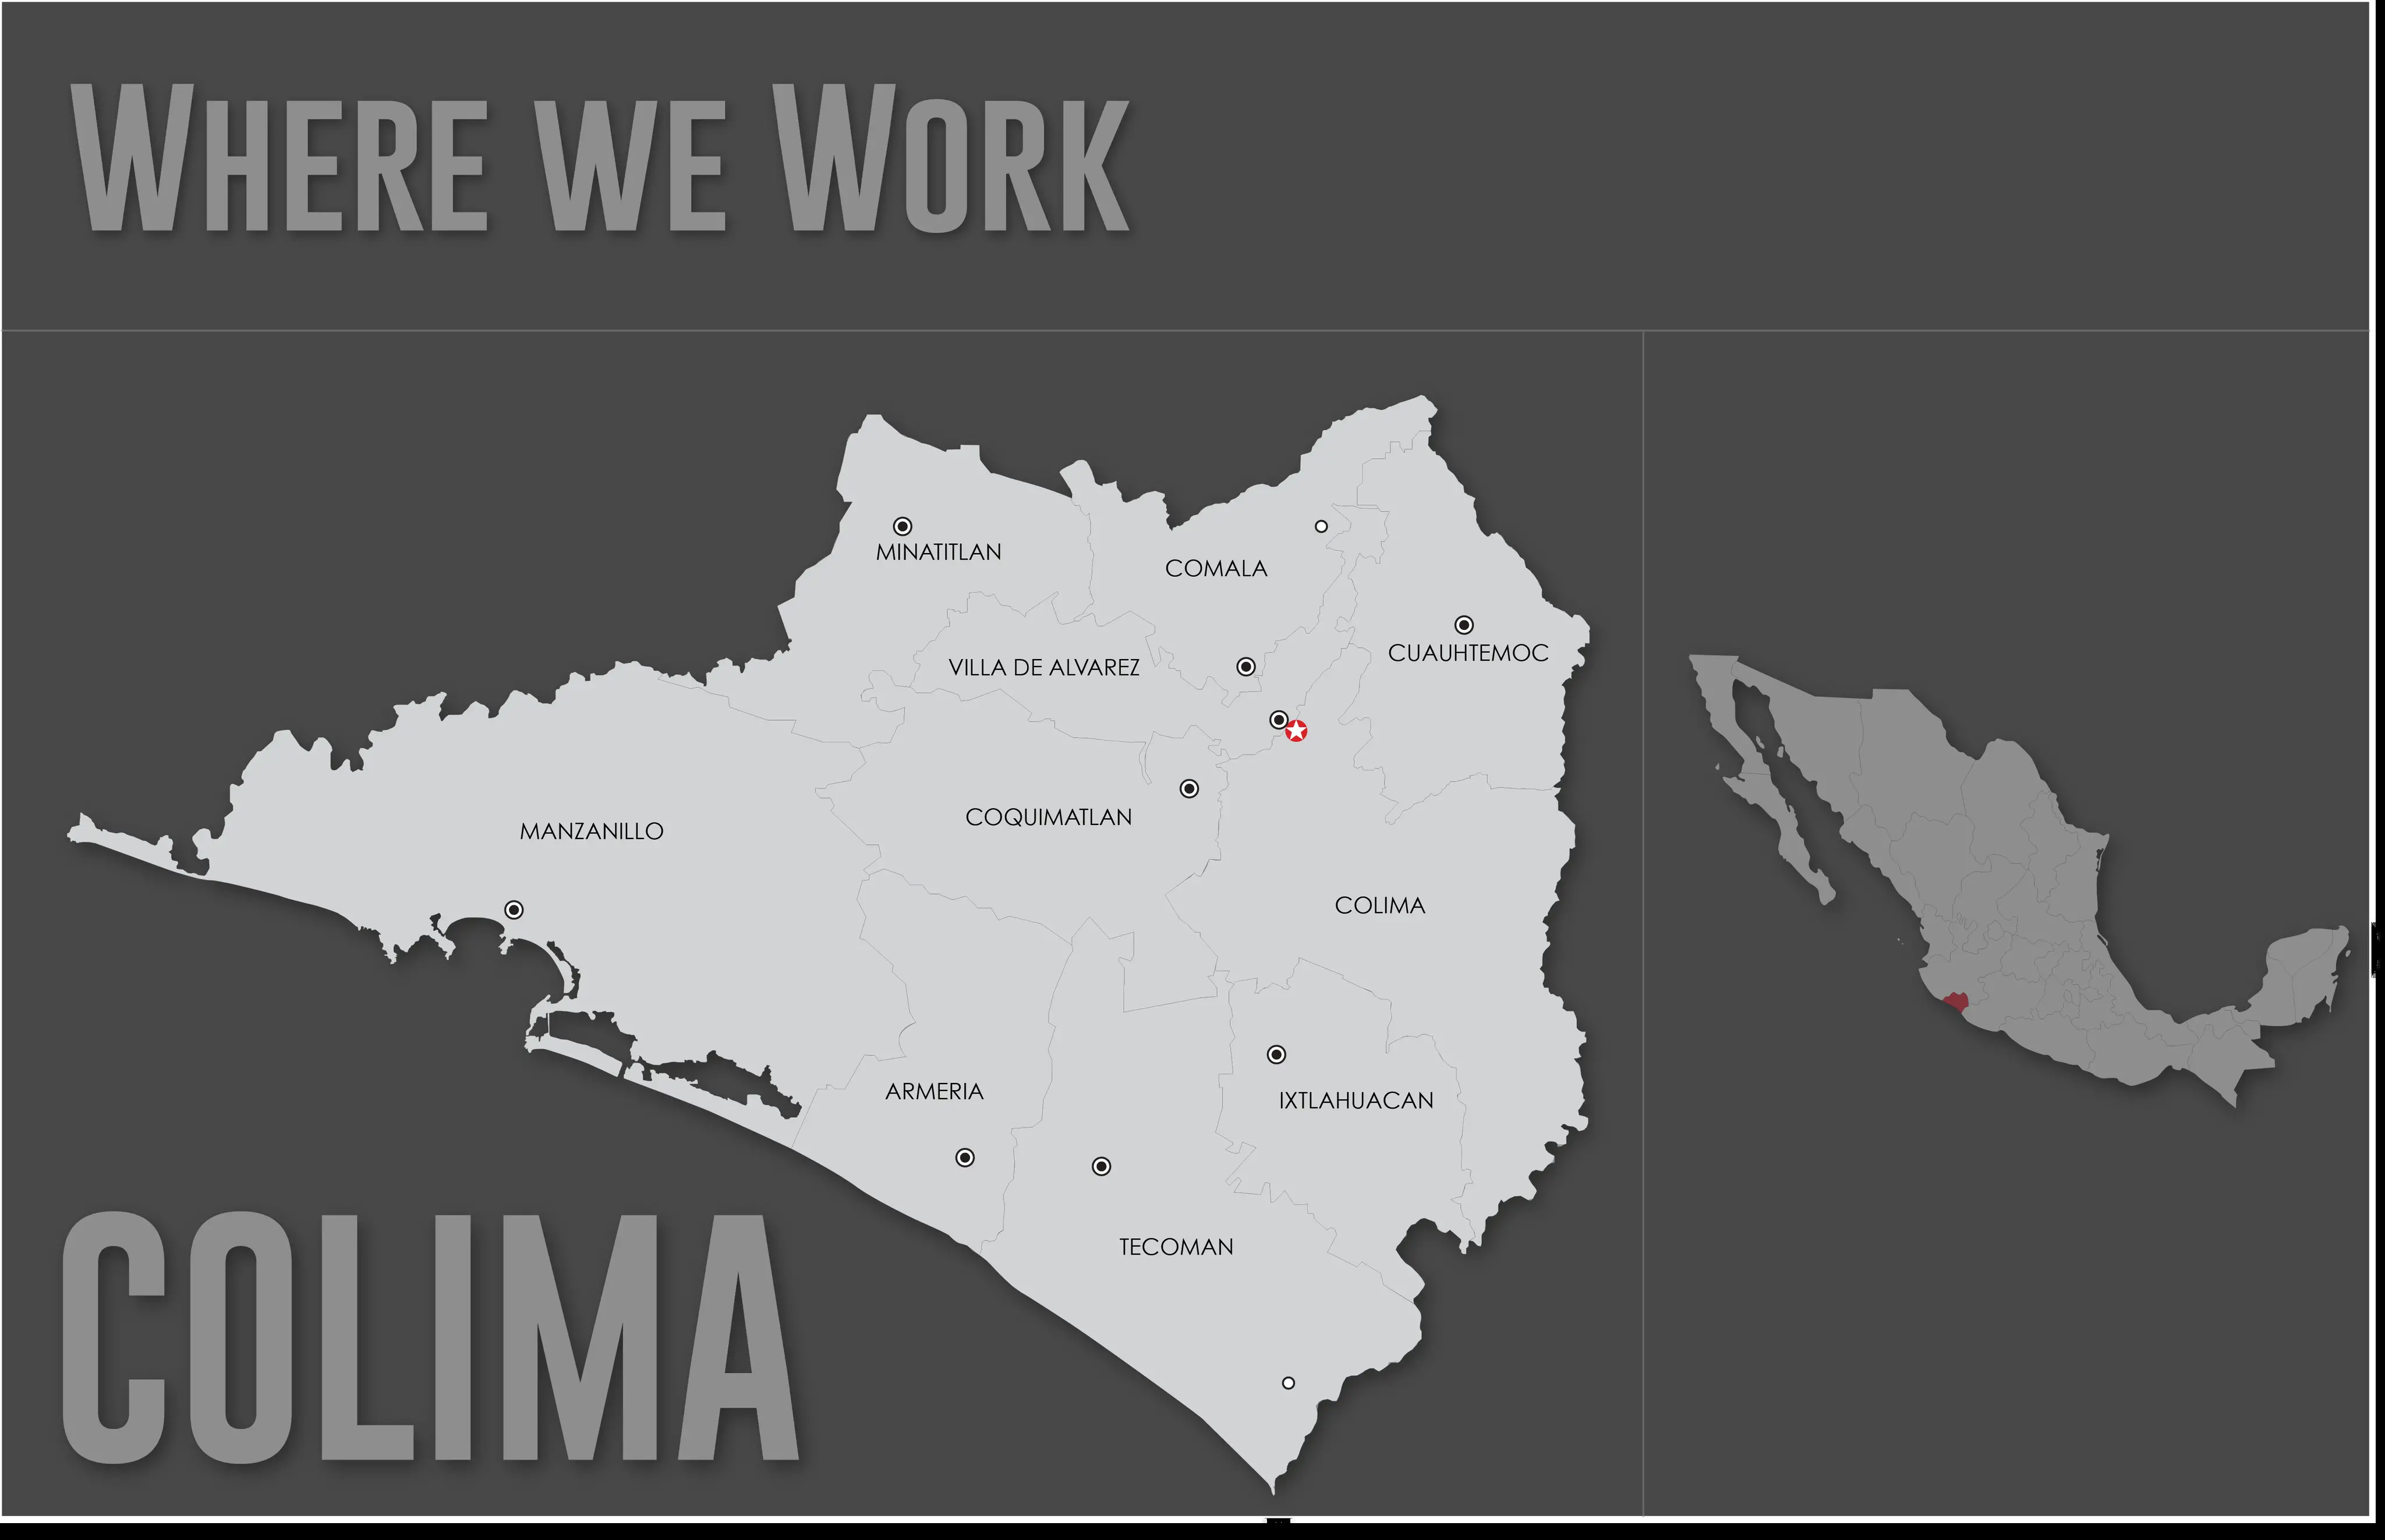 WHERE WE WORK
MINATITLAN
COMALA
CUAUHTEMOC
VILLA DE ALVAREZ
COQUIMATLAN
MANZANILLO
COLIMA
ARMERIA
IXTLAHUACAN
TECOMAN
COLIMA